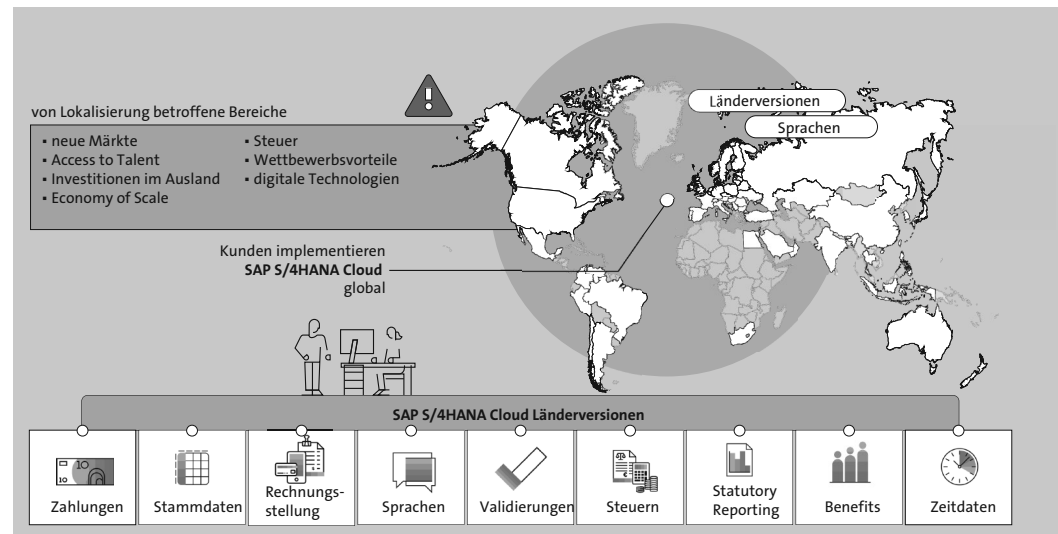 von Lokalisierung betroffene Bereiche
▪ neue Märkte
▪ Access to Talent
▪ Investitionen im Ausland
▪ Economy of Scale
▪ Steuer
▪ Wettbewerbsvorteile
▪ digitale Technologien
Länderversionen
Sprachen
Kunden implementieren
SAP S/4HANA Cloud
global
SAP S/4HANA Cloud Länderversionen
10
10
Zahlungen
Stammdaten
Rechnungs-
stellung
Sprachen
Validierungen
Steuern
Statutory
Reporting
Benefits
Zeitdaten